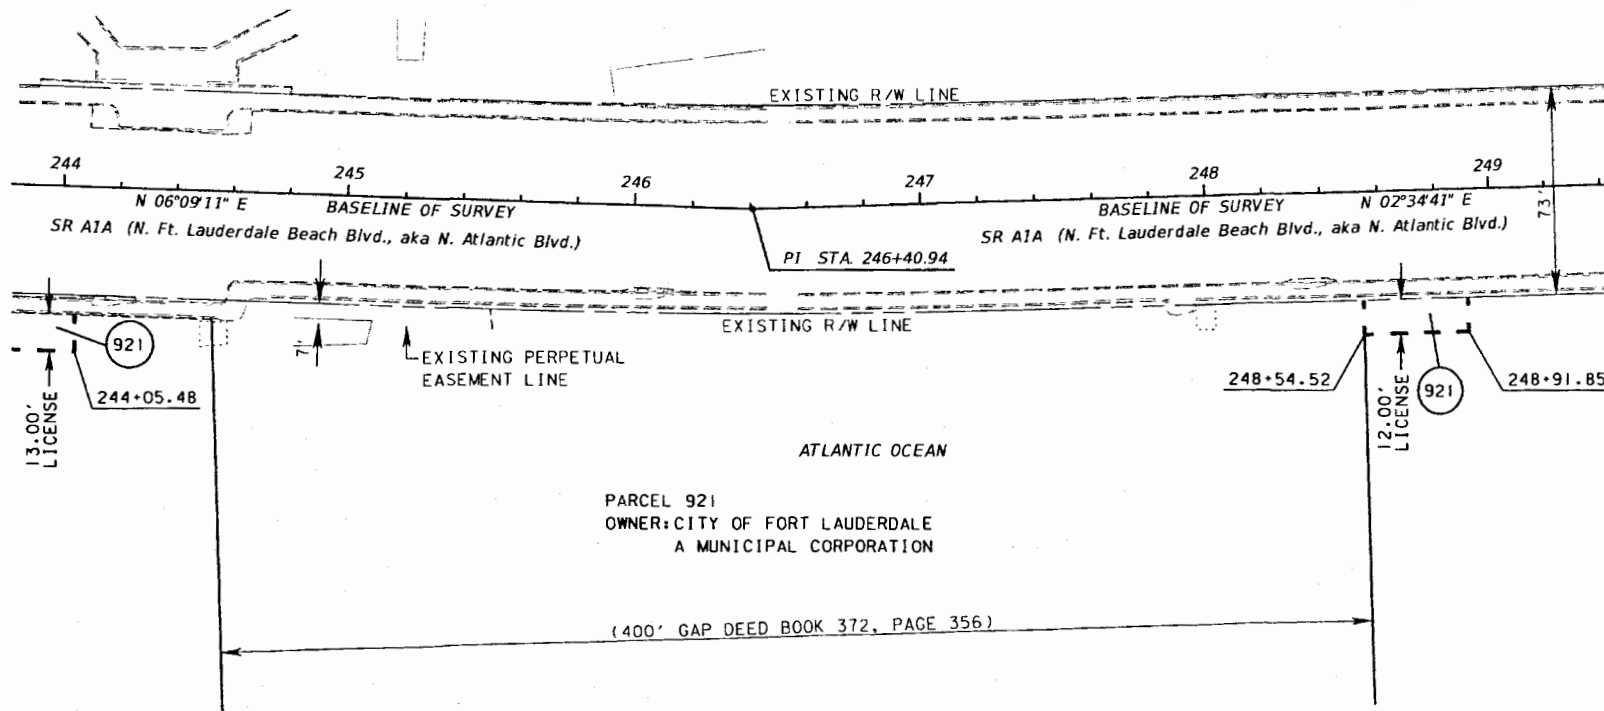 EXISTING R/W LINE
244
245
246
247
248
249
N 06°09'11" E
BASELINE OF SURVEY
SR A1A (N. Ft. Lauderdale Beach Blvd., aka N. Atlantic Blvd.)
BASELINE OF SURVEY
N 02°34'41" E
SR A1A (N. Ft. Lauderdale Beach Blvd., aka N. Atlantic Blvd.)
73'
PI STA. 246+40.94
EXISTING R/W LINE
921
7'
EXISTING PERPETUAL
EASEMENT LINE
244+05.48
13.00'
LICENSE
248+54.52
12.00'
LICENSE
921
248+91.85
ATLANTIC OCEAN
PARCEL 921
OWNER: CITY OF FORT LAUDERDALE
A MUNICIPAL CORPORATION
(400' GAP DEED BOOK 372, PAGE 356)